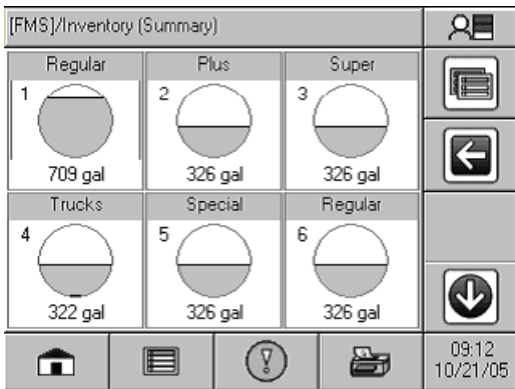 [FMS]/Inventory (Summary)
Regular Plus Super
1 2 3
709 gal 326 gal 326 gal
Trucks Special Regular
4 5 6
322 gal 326 gal 326 gal
09:12
10/21/05